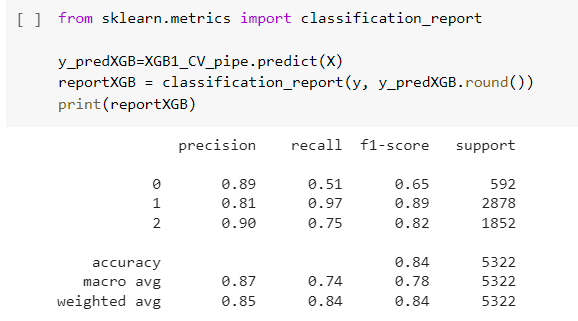 [ ] from sklearn.metrics import classification_report
y_predXGB=XGB1_CV_pipe.predict(X)
reportXGB = classification_report(y, y_predXGB.round())
print(reportXGB)
precision recall f1-score support
0 0.89 0.51 0.65 592
1 0.81 0.97 0.89 2878
2 0.90 0.75 0.82 1852
accuracy 0.84 5322
macro avg 0.87 0.74 0.78 5322
weighted avg 0.85 0.84 0.84 5322